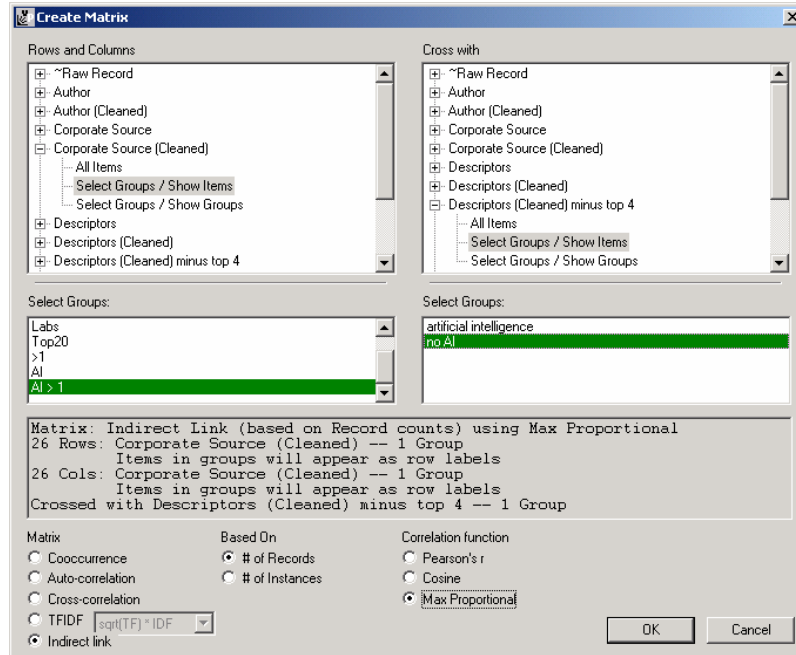 Create Matrix
Rows and Columns
~Raw Record
Author
Author (Cleaned)
Corporate Source
Corporate Source (Cleaned)
All Items
Select Groups / Show Items
Select Groups / Show Groups
Descriptors
Descriptors (Cleaned)
Descriptors (Cleaned) minus top 4
Cross with
~Raw Record
Author
Author (Cleaned)
Corporate Source
Corporate Source (Cleaned)
Descriptors
Descriptors (Cleaned)
Descriptors (Cleaned) minus top 4
All Items
Select Groups / Show Items
Select Groups / Show Groups
Select Groups:
Labs
Top20
>1
AI
AI > 1
Select Groups:
artificial intelligence
no AI
Matrix: Indirect Link (based on Record counts) using Max Proportional
26 Rows: Corporate Source (Cleaned) -- 1 Group
Items in groups will appear as row labels
26 Cols: Corporate Source (Cleaned) -- 1 Group
Items in groups will appear as row labels
Crossed with Descriptors (Cleaned) minus top 4 -- 1 Group
Matrix
Cooccurrence
Auto-correlation
Cross-correlation
TFIDF sqrt(TF) * IDF
Indirect link
Based On
# of Records
# of Instances
Correlation function
Pearson's r
Cosine
Max Proportional
OK
Cancel